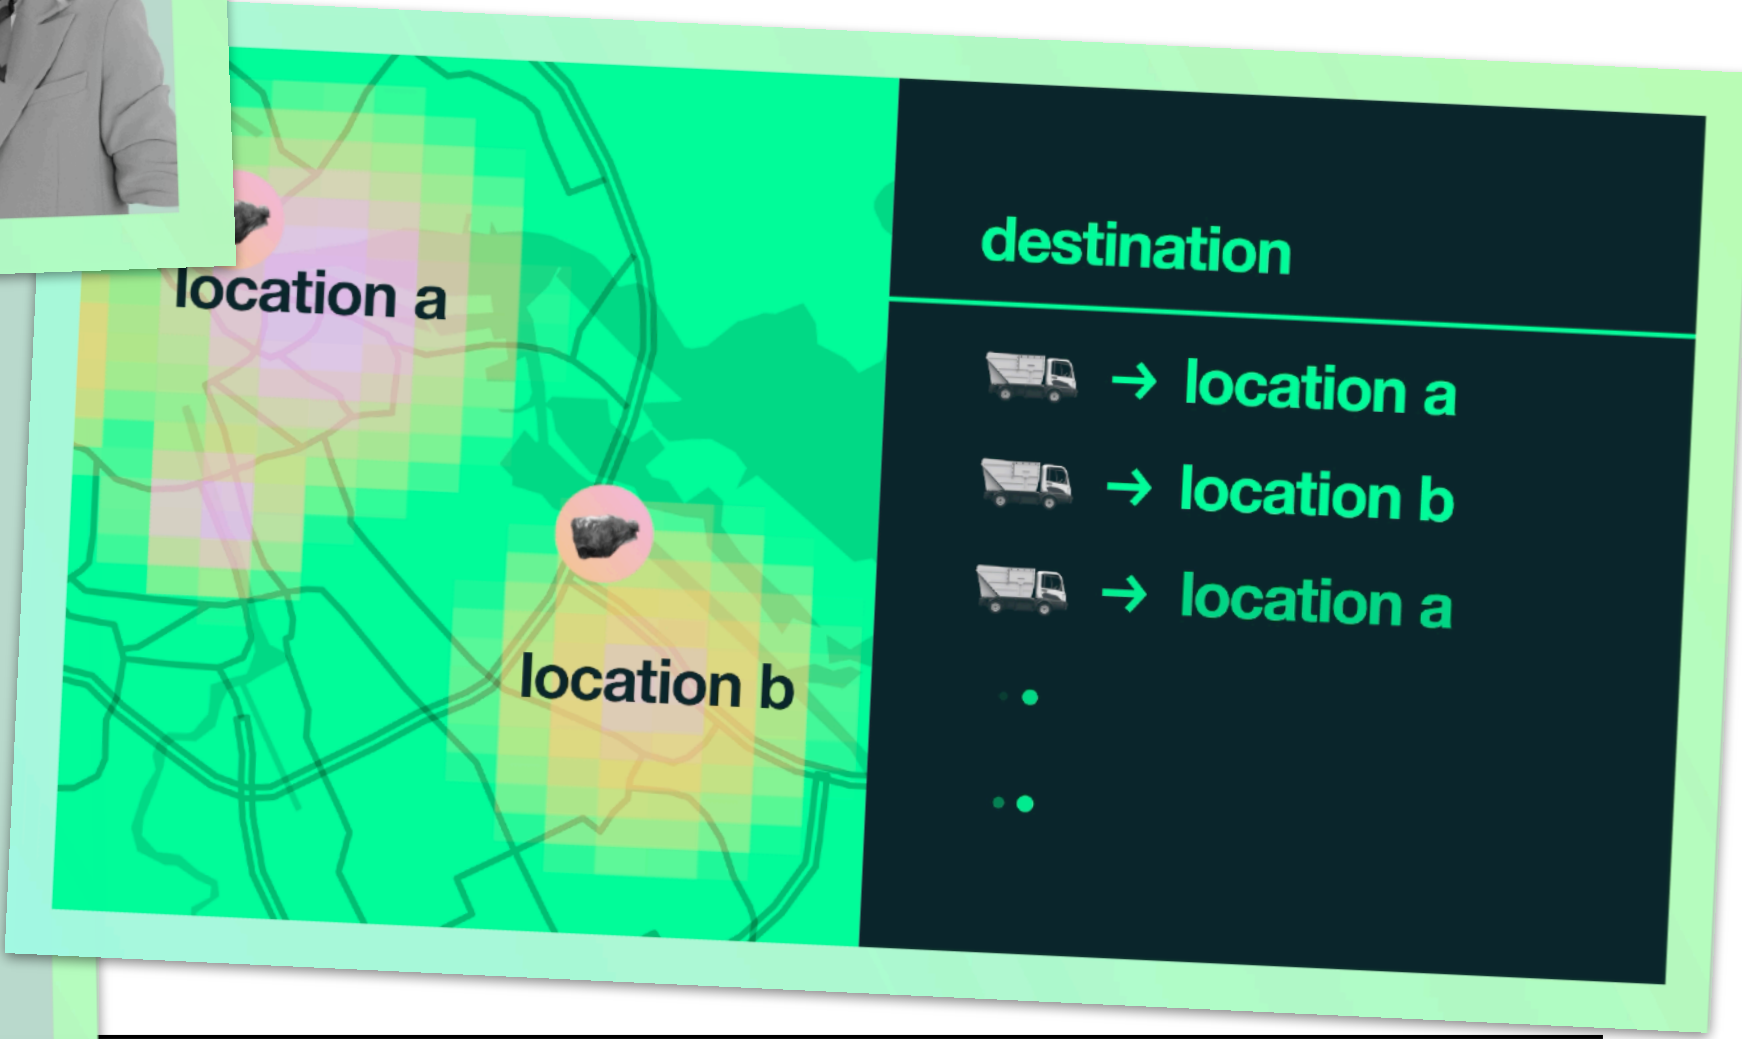 location a
location b
destination
→ location a
→ location b
→ location a